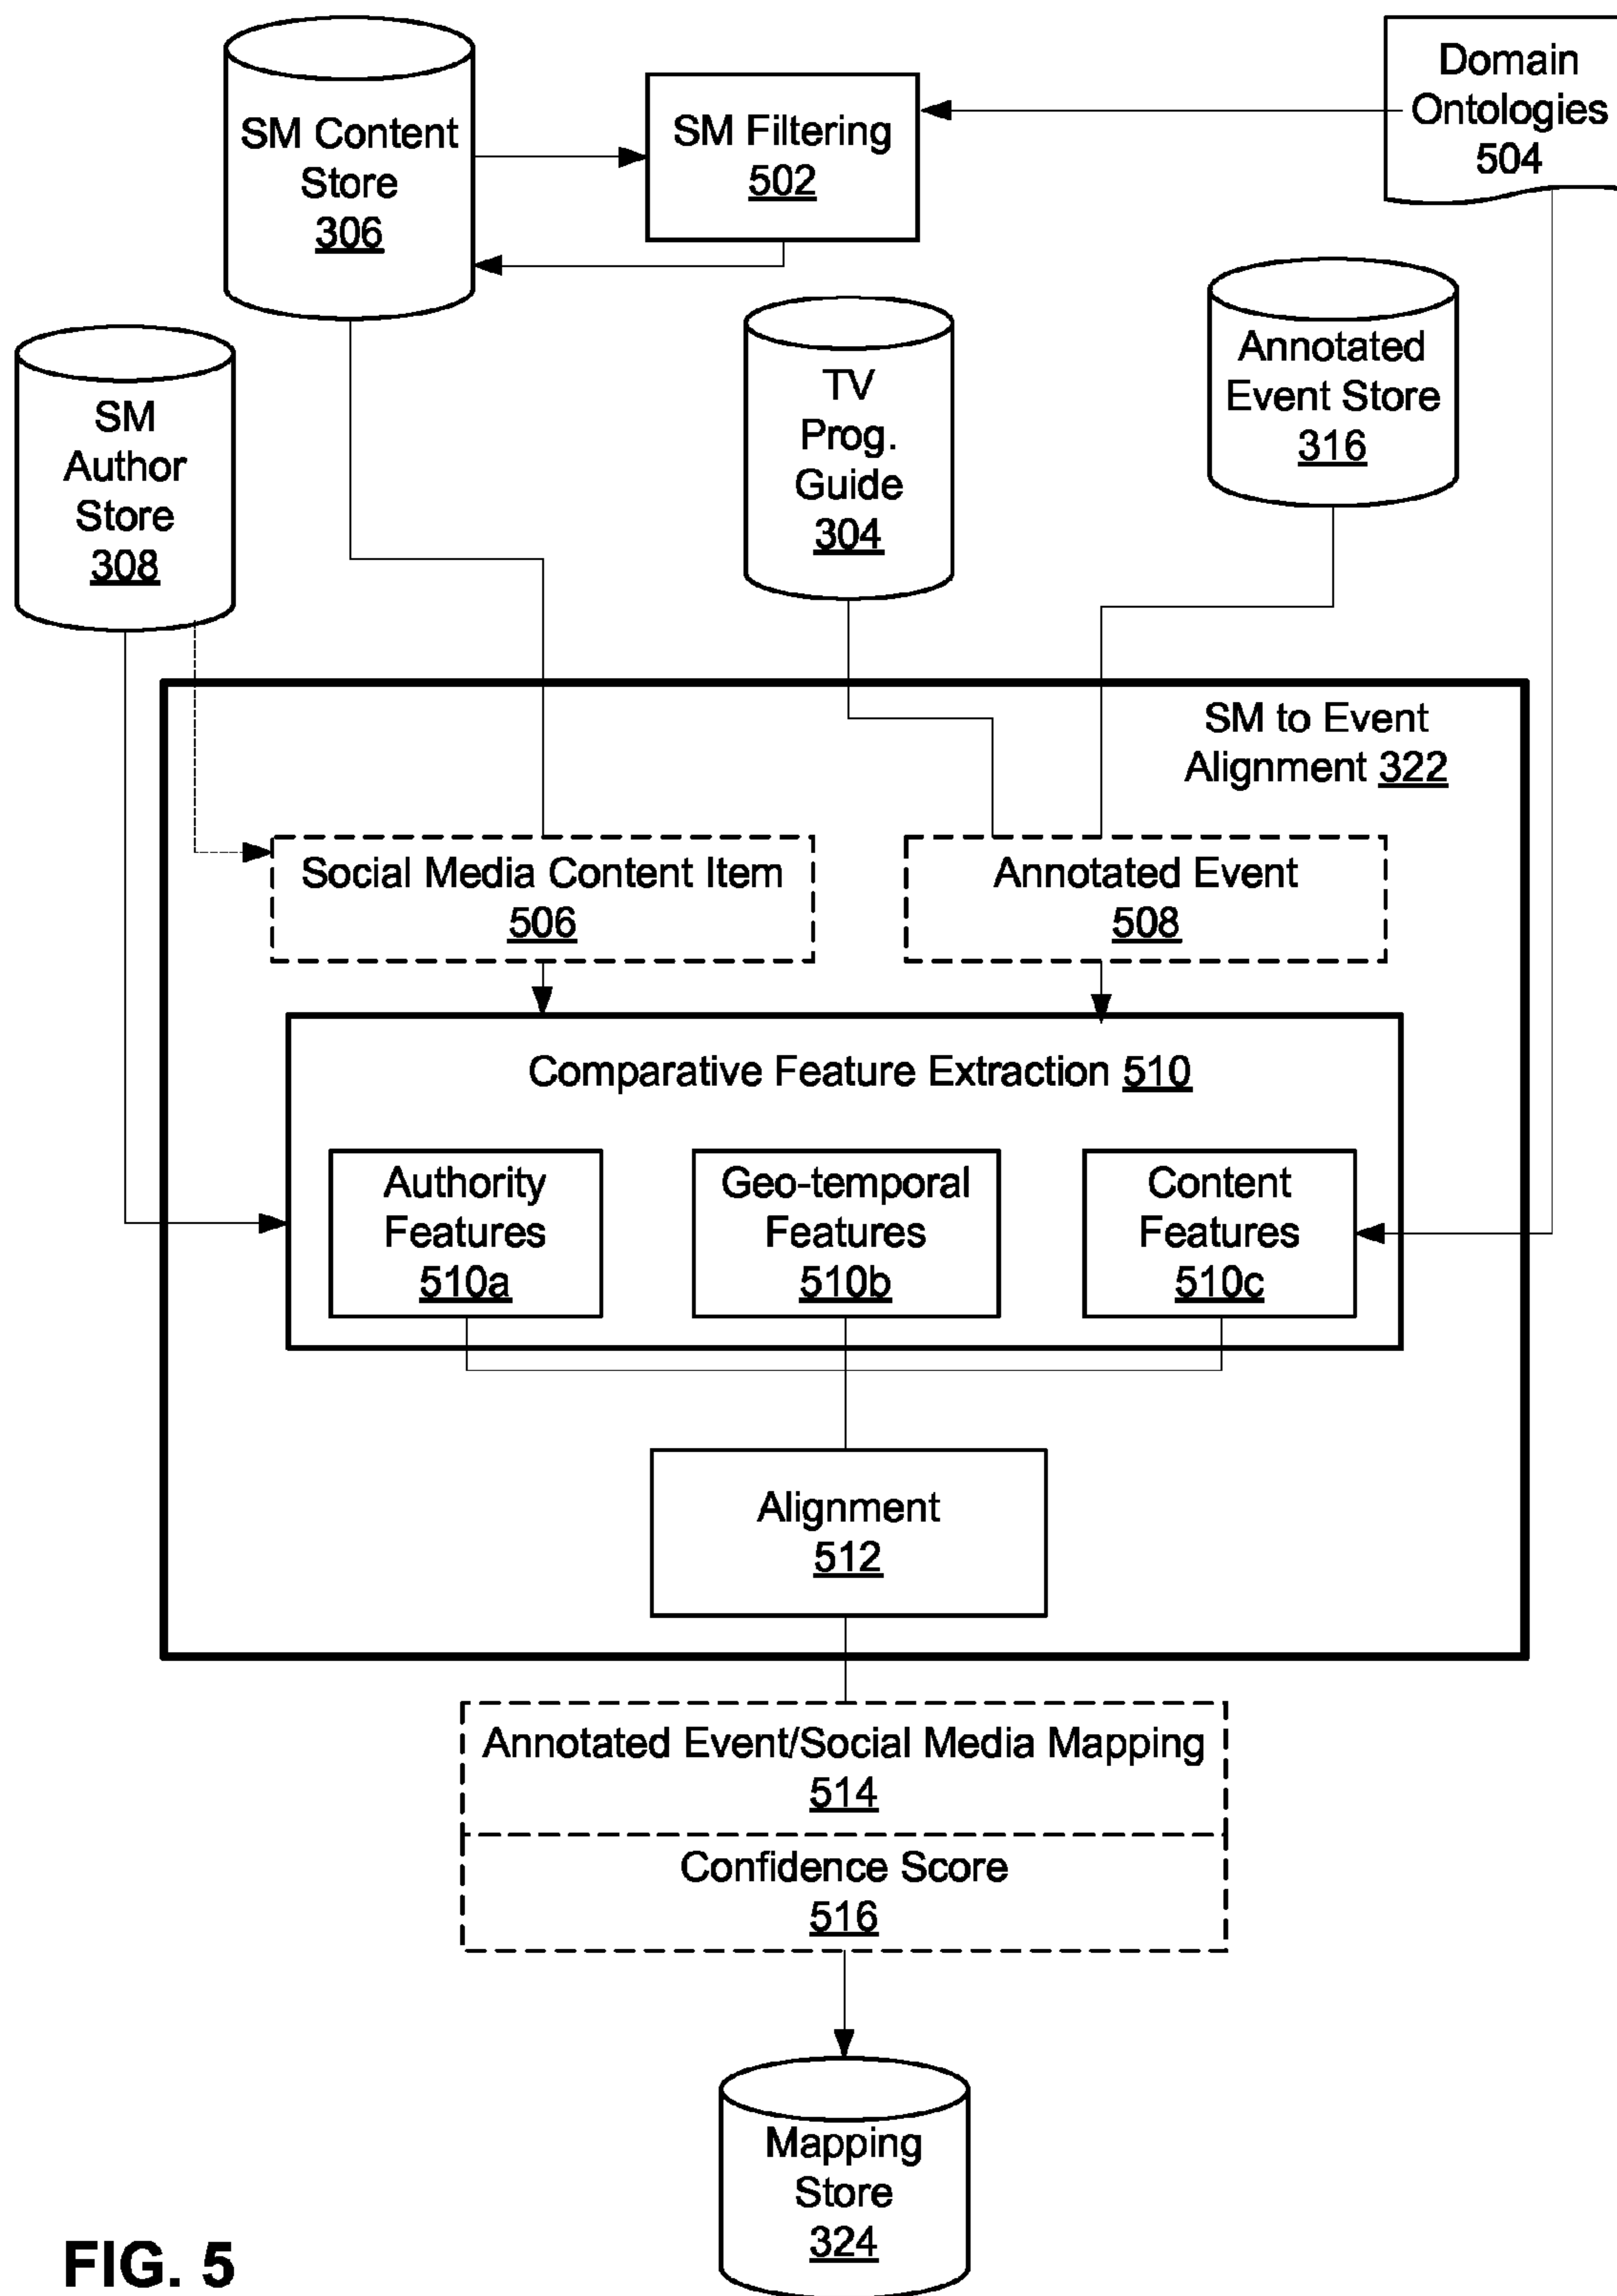 SM Content
Store
306
SM Filtering
502
Domain
Ontologies
504
SM
Author
Store
308
TV
Prog.
Guide
304
Annotated
Event Store
316
SM to Event
Alignment 322
Social Media Content Item
506
Annotated Event
508
Comparative Feature Extraction 510
Authority
Features
510a
Geo-temporal
Features
510b
Content
Features
510c
Alignment
512
Annotated Event/Social Media Mapping
514
Confidence Score
516
Mapping
Store
324
FIG. 5